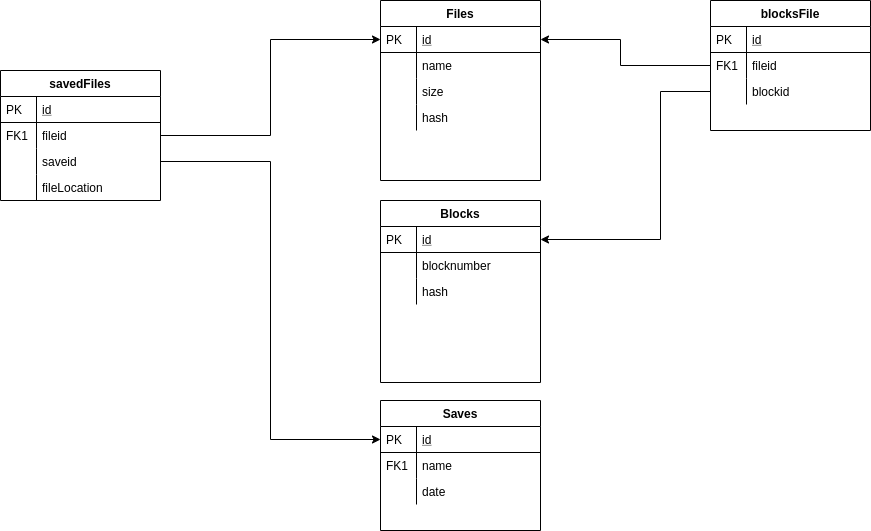 Files
PK id
name
size
hash
blocksFile
PK id
FK1 fileid
blockid
savedFiles
PK id
FK1 fileid
saveid
fileLocation
Blocks
PK id
blocknumber
hash
Saves
PK id
FK1 name
date